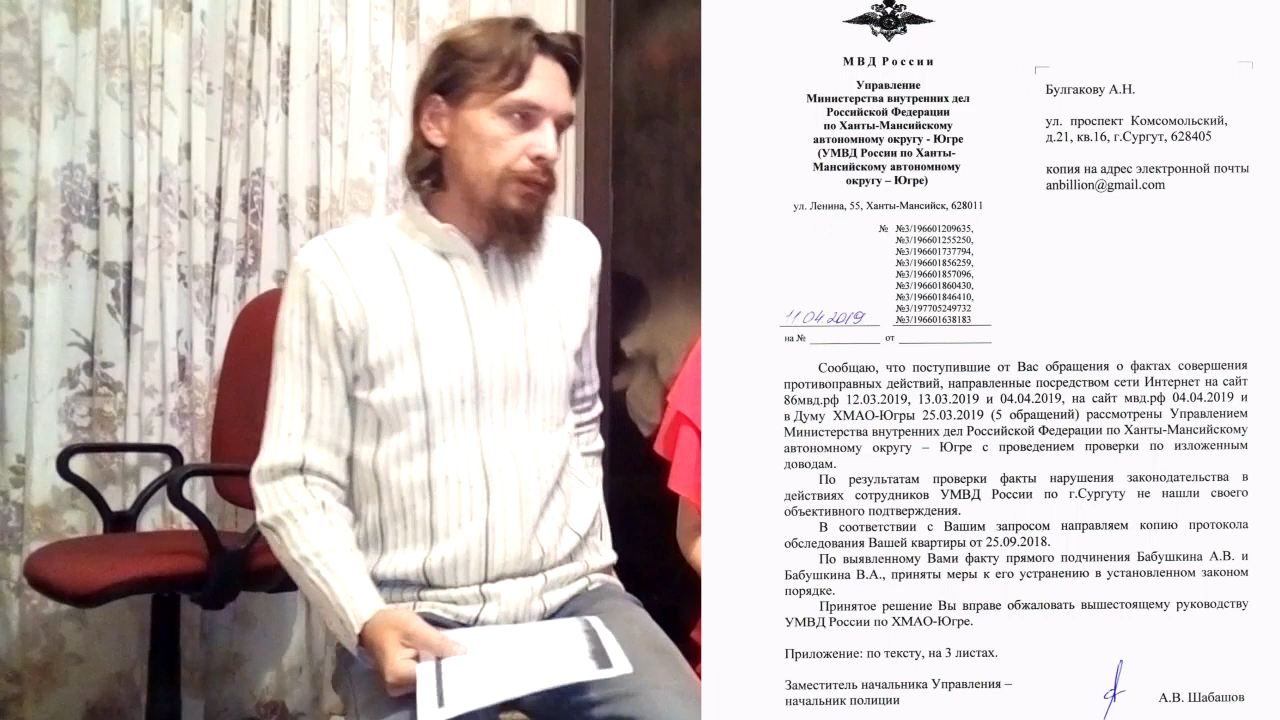 МВД России
Управление
Министерства внутренних дел
Российской Федерации
по Ханты-Мансийскому
автономному округу - Югре
(УМВД России по Ханты-
Мансийскому автономному
округу – Югре)
ул. Ленина, 55, Ханты-Мансийск, 628011
№ №3/196601209635,
№3/196601255250,
№3/196601737794,
№3/196601856259,
№3/196601857096,
№3/196601860430,
№3/196601846410,
№3/197705249732
11.04.2019 №3/196601638183
на № от
Булгакову А.Н.
ул. проспект Комсомольский,
д.21, кв.16, г.Сургут, 628405
копия на адрес электронной почты
anbillion@gmail.com
Сообщаю, что поступившие от Вас обращения о фактах совершения
противоправных действий, направленные посредством сети Интернет на сайт
86мвд.рф 12.03.2019, 13.03.2019 и 04.04.2019, на сайт мвд.рф 04.04.2019 и
в Думу ХМАО-Югры 25.03.2019 (5 обращений) рассмотрены Управлением
Министерства внутренних дел Российской Федерации по Ханты-Мансийскому
автономному округу – Югре с проведением проверки по изложенным
доводам.
По результатам проверки факты нарушения законодательства в
действиях сотрудников УМВД России по г.Сургуту не нашли своего
объективного подтверждения.
В соответствии с Вашим запросом направляем копию протокола
обследования Вашей квартиры от 25.09.2018.
По выявленному Вами факту прямого подчинения Бабушкина А.В. и
Бабушкина В.А., приняты меры к его устранению в установленном законом
порядке.
Принятое решение Вы вправе обжаловать вышестоящему руководству
УМВД России по ХМАО-Югре.
Приложение: по тексту, на 3 листах.
Заместитель начальника Управления –
начальник полиции А.В. Шабашов